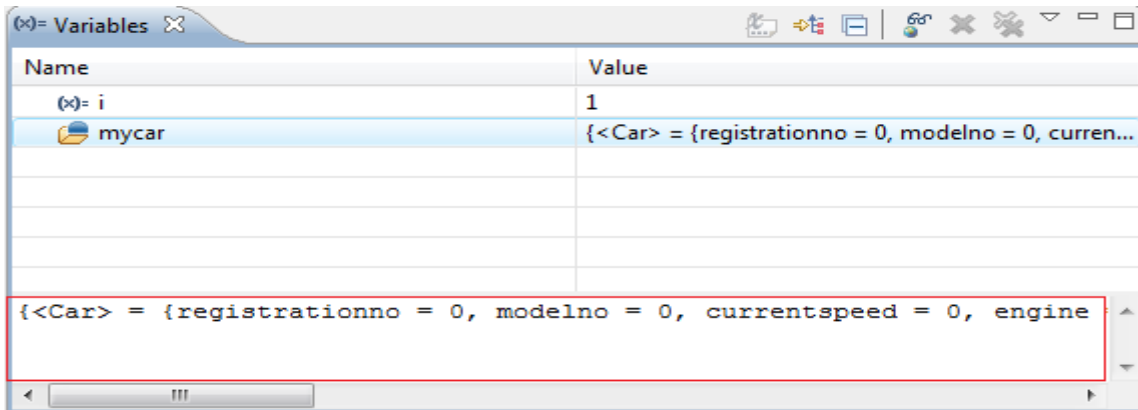 (x)= Variables
Name Value
(x)= i 1
mycar {<Car> = {registrationno = 0, modelno = 0, curren...
{<Car> = {registrationno = 0, modelno = 0, currentspeed = 0, engine